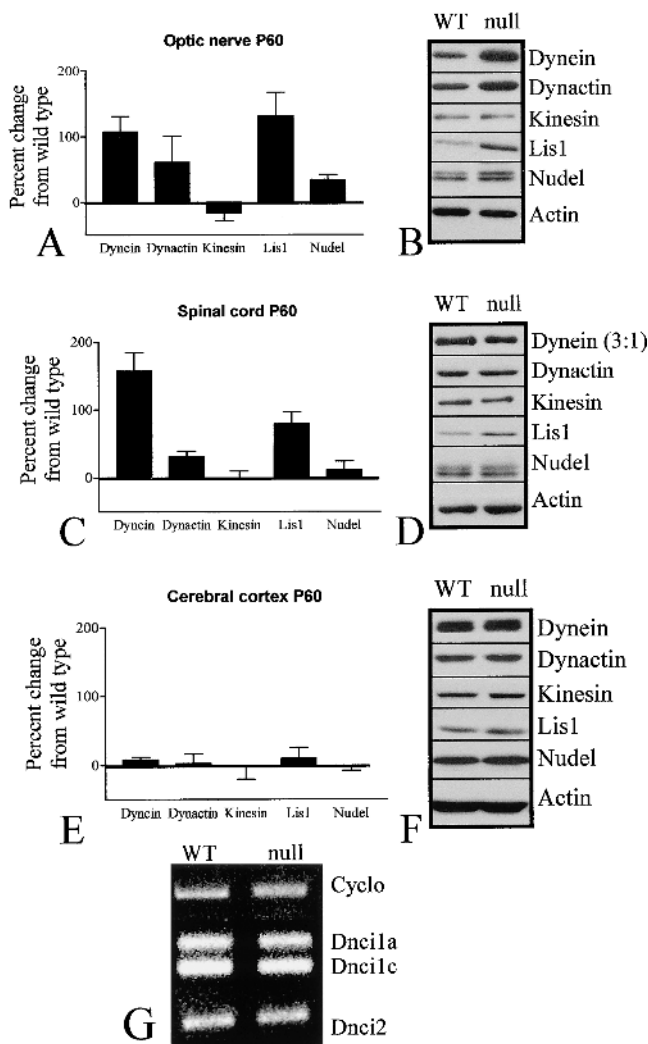 Optic nerve P60
Percent change
from wild type
200
100
0
Dynein Dynactin Kinesin Lis1 Nudel
A
WT null
Dynein
Dynactin
Kinesin
Lis1
Nudel
Actin
B
Spinal cord P60
Percent change
from wild type
200
100
0
Dynein Dynactin Kinesin Lis1 Nudel
C
WT null
Dynein (3:1)
Dynactin
Kinesin
Lis1
Nudel
Actin
D
Cerebral cortex P60
Percent change
from wild type
200
100
0
Dynein Dynactin Kinesin Lis1 Nudel
E
WT null
Dynein
Dynactin
Kinesin
Lis1
Nudel
Actin
F
WT null
Cyclo
Dnci1a
Dnci1c
Dnci2
G